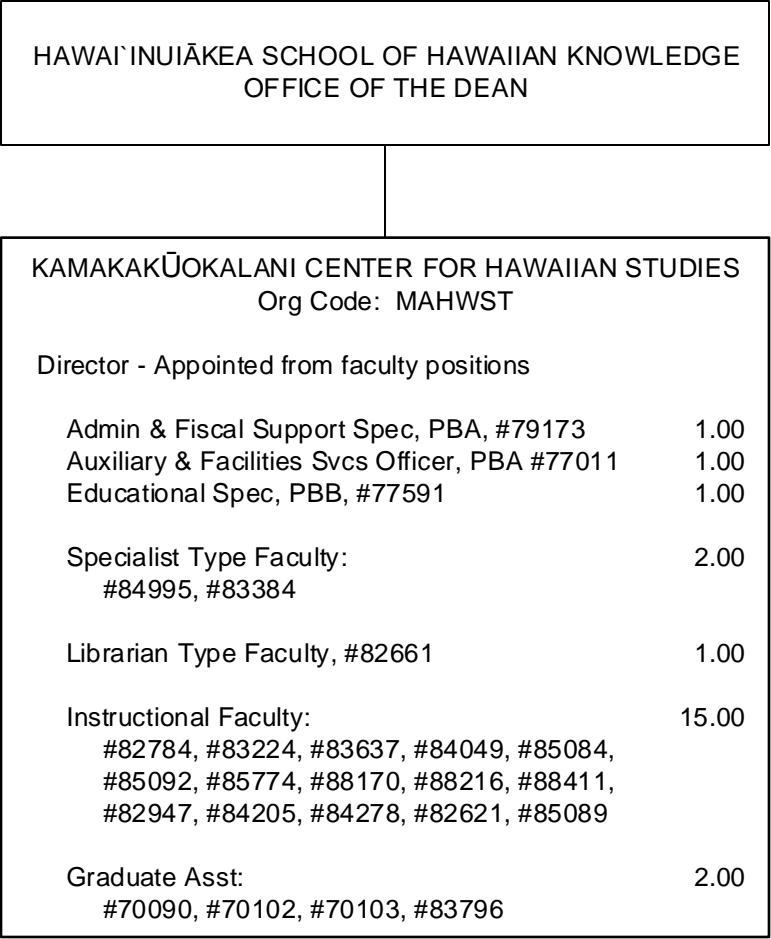 HAWAI`INUIĀKEA SCHOOL OF HAWAIIAN KNOWLEDGE
OFFICE OF THE DEAN
KAMAKAKŪOKALANI CENTER FOR HAWAIIAN STUDIES
Org Code: MAHWST
Director - Appointed from faculty positions
Admin & Fiscal Support Spec, PBA, #79173 1.00
Auxiliary & Facilities Svcs Officer, PBA #77011 1.00
Educational Spec, PBB, #77591 1.00
Specialist Type Faculty: 2.00
#84995, #83384
Librarian Type Faculty, #82661 1.00
Instructional Faculty: 15.00
#82784, #83224, #83637, #84049, #85084,
#85092, #85774, #88170, #88216, #88411,
#82947, #84205, #84278, #82621, #85089
Graduate Asst: 2.00
#70090, #70102, #70103, #83796